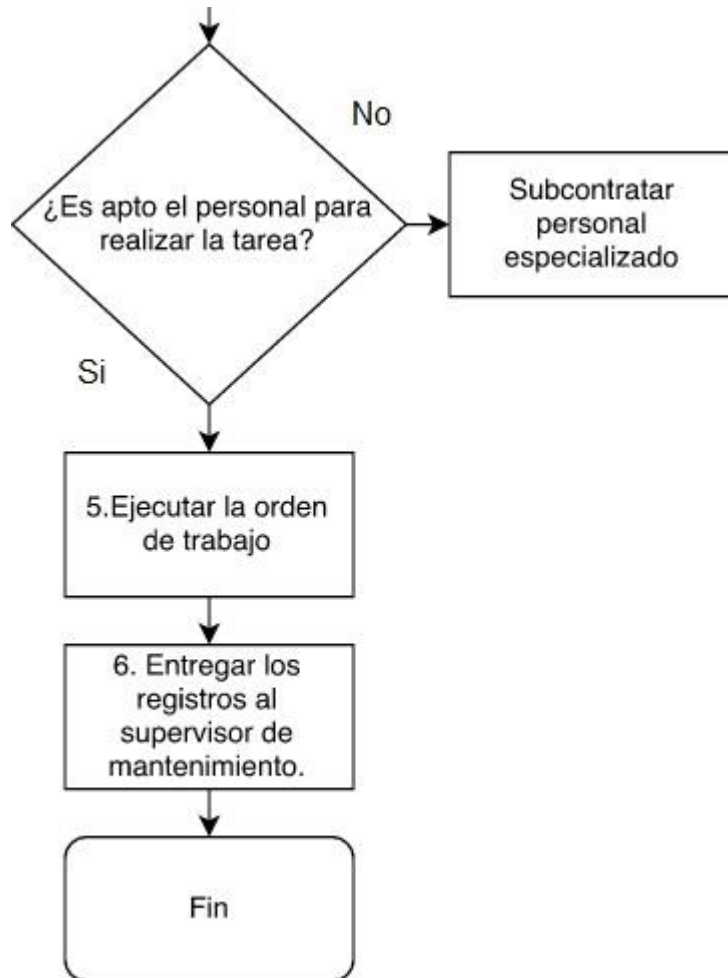 No
¿Es apto el personal para
realizar la tarea?
Subcontratar
personal
especializado
Si
5.Ejecutar la orden
de trabajo
6. Entregar los
registros al
supervisor de
mantenimiento.
Fin